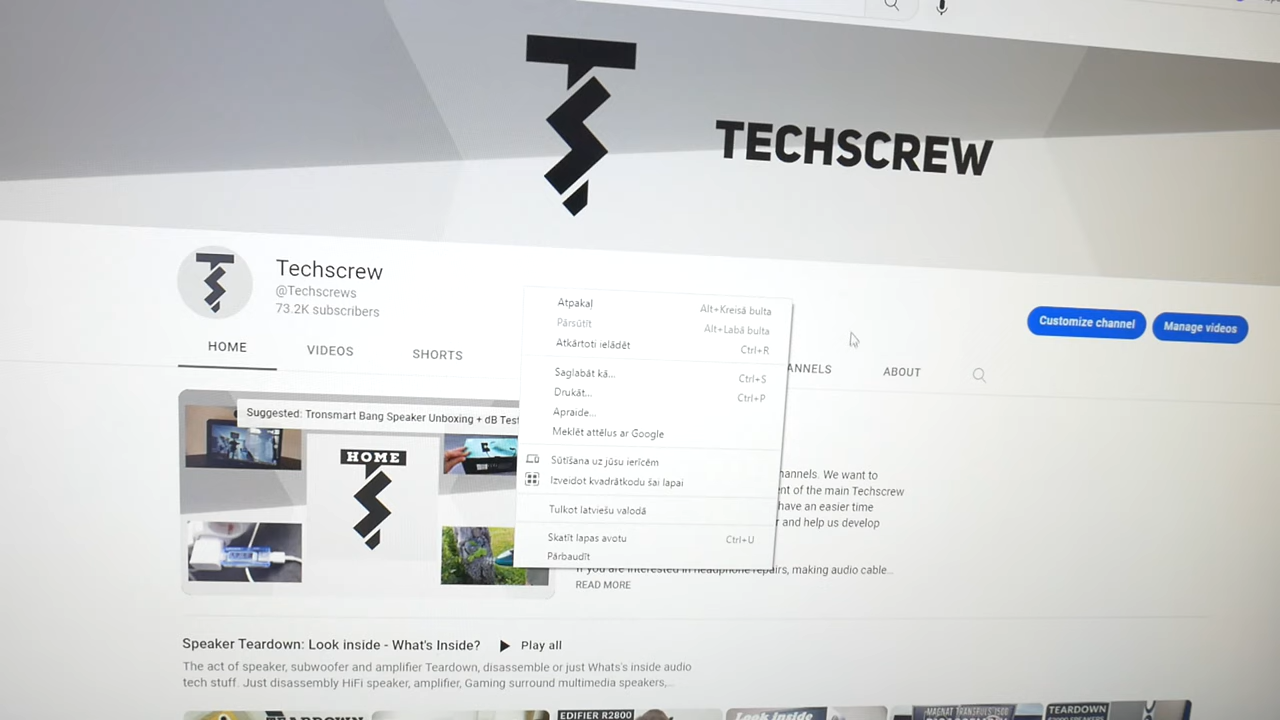 TECHSCREW
Techscrew
@Techscrews
73.2K subscribers
Customize channel
Manage videos
HOME
VIDEOS
SHORTS
ANNELS
ABOUT
Atpakaļ Alt+Kreisā bulta
Pārsūtīt Alt+Labā bulta
Atkārtoti ielādēt Ctrl+R
Saglabāt kā... Ctrl+S
Drukāt... Ctrl+P
Apraide...
Meklēt attēlus ar Google
Sūtīšana uz jūsu ierīcēm
Izveidot kvadrātkodu šai lapai
Tulkot latviešu valodā
Skatīt lapas avotu Ctrl+U
Pārbaudīt
Suggested: Tronsmart Bang Speaker Unboxing + dB Test
HOME
hannels. We want to
nt of the main Techscrew
have an easier time
r and help us develop
If you are interested in headphone repairs, making audio cable...
READ MORE
Speaker Teardown: Look inside - What's Inside? Play all
The act of speaker, subwoofer and amplifier Teardown, disassemble or just Whats's inside audio
tech stuff. Just disassembly HiFi speaker, amplifier, Gaming surround multimedia speakers,...
TEARDOWN
EDIFIER R2800
Look inside
MAGNAT TRANSPULS 1500
TEARDOWN